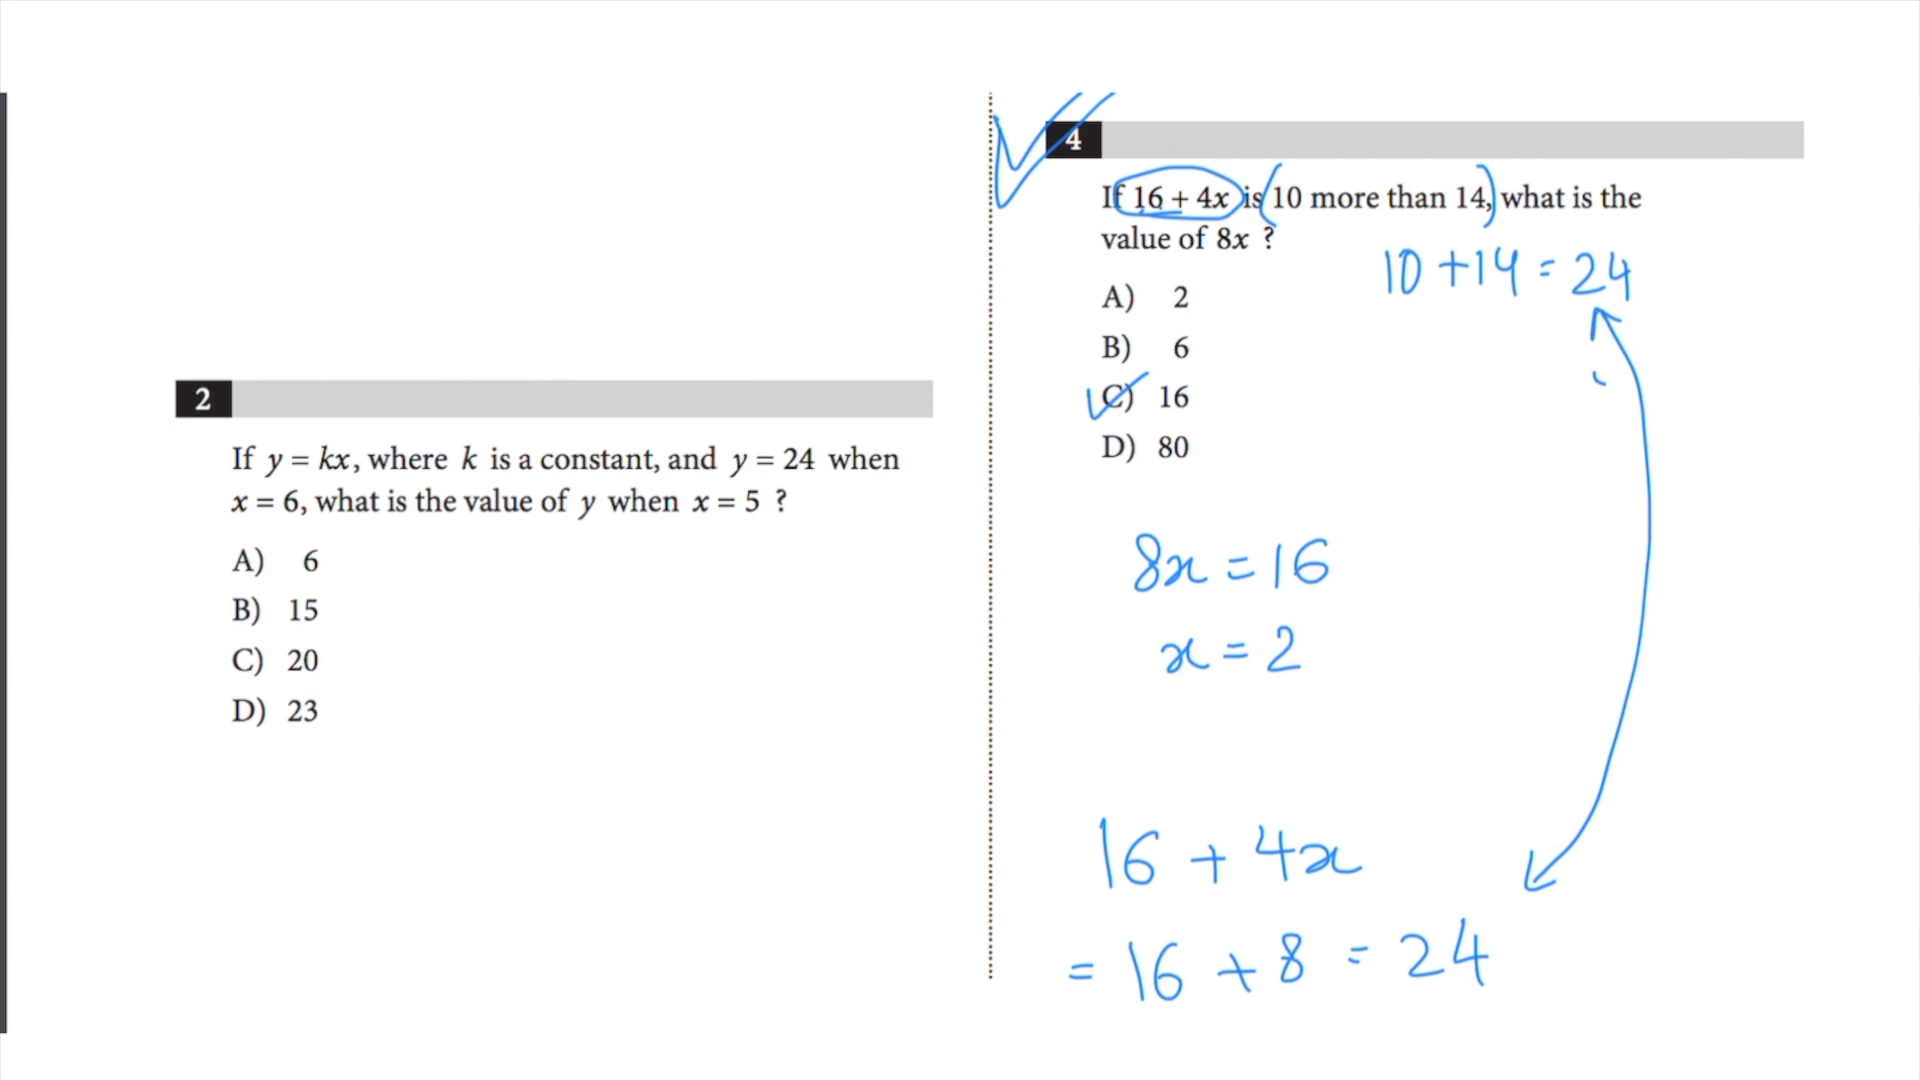 2
If y = kx, where k is a constant, and y = 24 when
x = 6, what is the value of y when x = 5 ?
A) 6
B) 15
C) 20
D) 23
4
If 16 + 4x is 10 more than 14, what is the
value of 8x ?
10 + 14 = 24
A) 2
B) 6
C) 16
D) 80
8x = 16
x = 2
16 + 4x
= 16 + 8 = 24